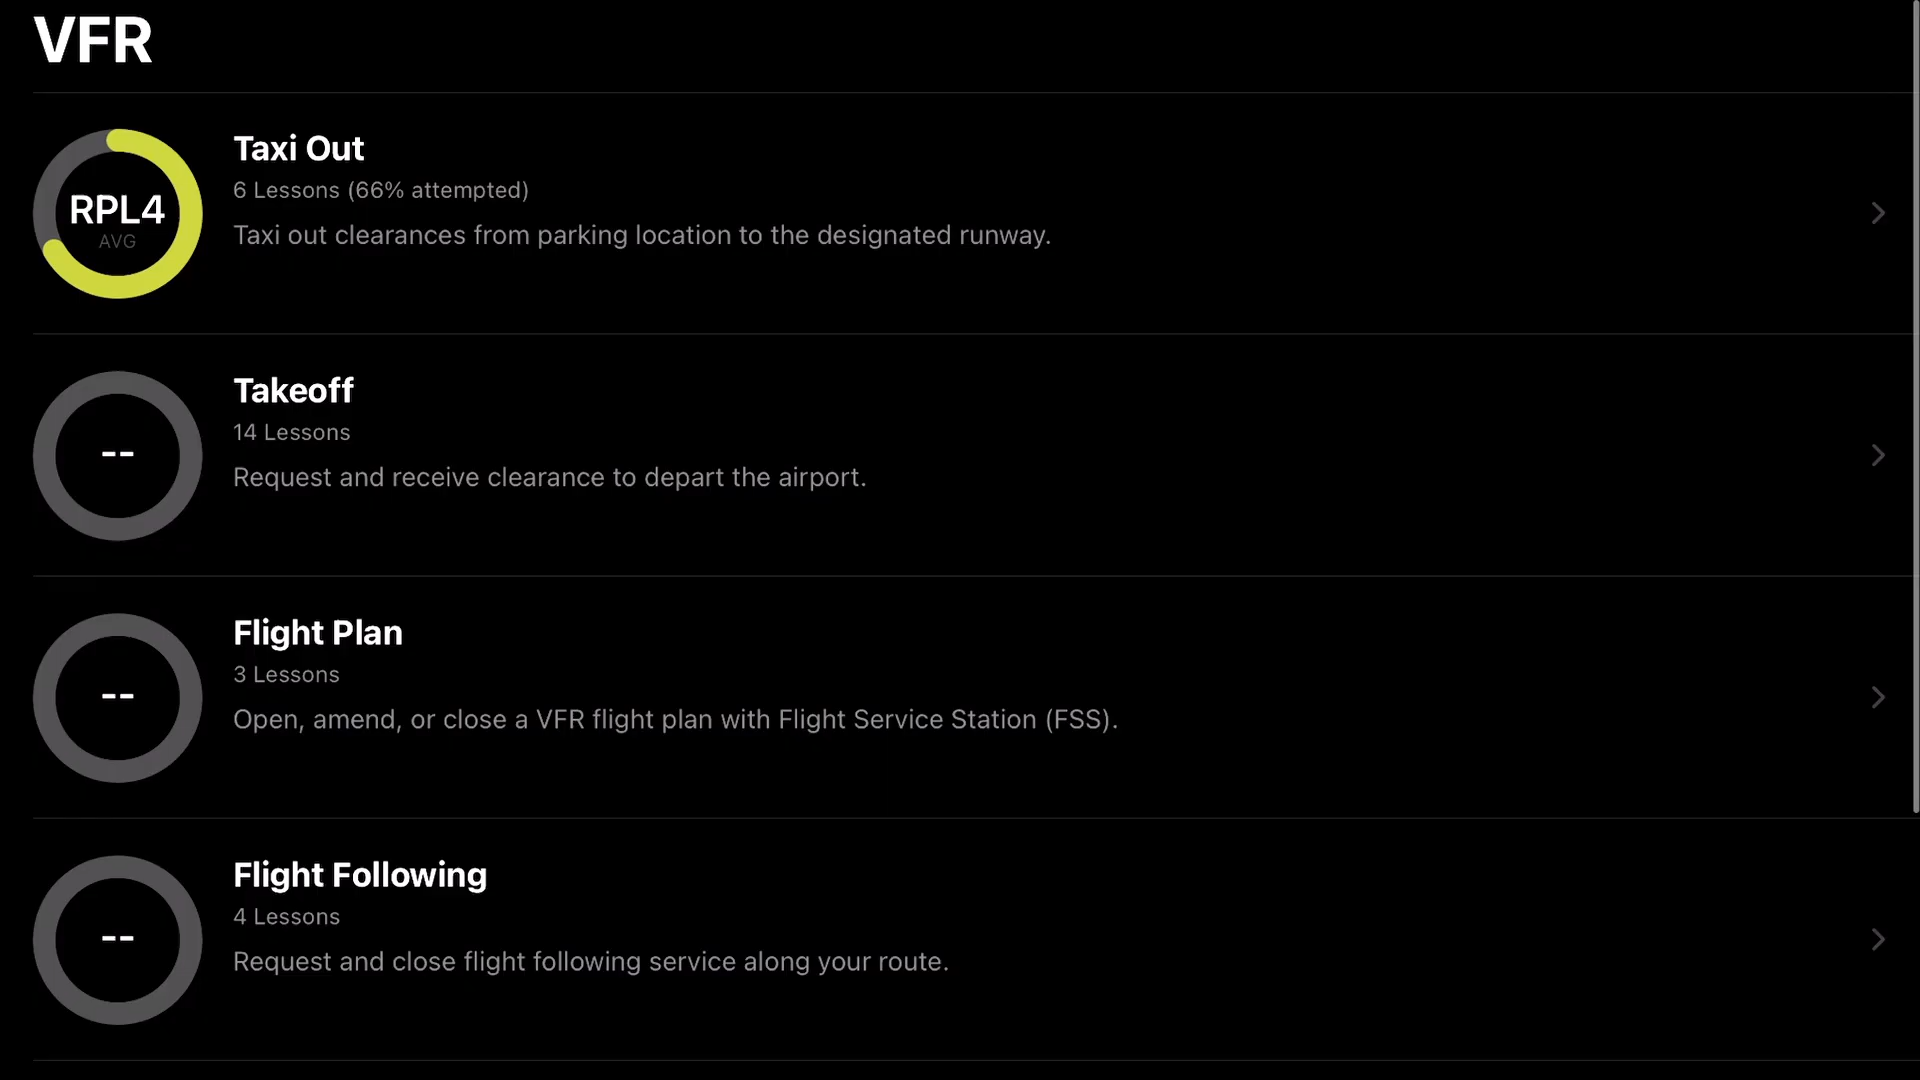 VFR
RPL4
AVG
Taxi Out
6 Lessons (66% attempted)
Taxi out clearances from parking location to the designated runway.
--
Takeoff
14 Lessons
Request and receive clearance to depart the airport.
--
Flight Plan
3 Lessons
Open, amend, or close a VFR flight plan with Flight Service Station (FSS).
--
Flight Following
4 Lessons
Request and close flight following service along your route.